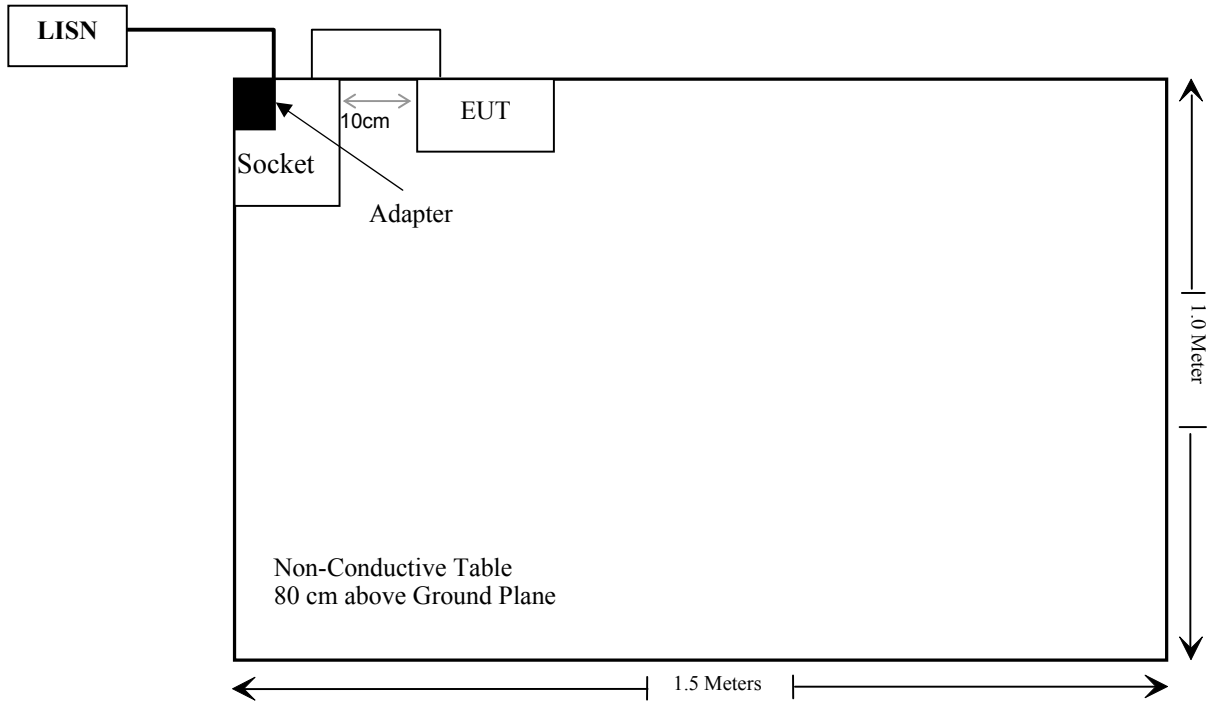 LISN
EUT
10cm
Socket
Adapter
1.0 Meter
Non-Conductive Table
80 cm above Ground Plane
1.5 Meters